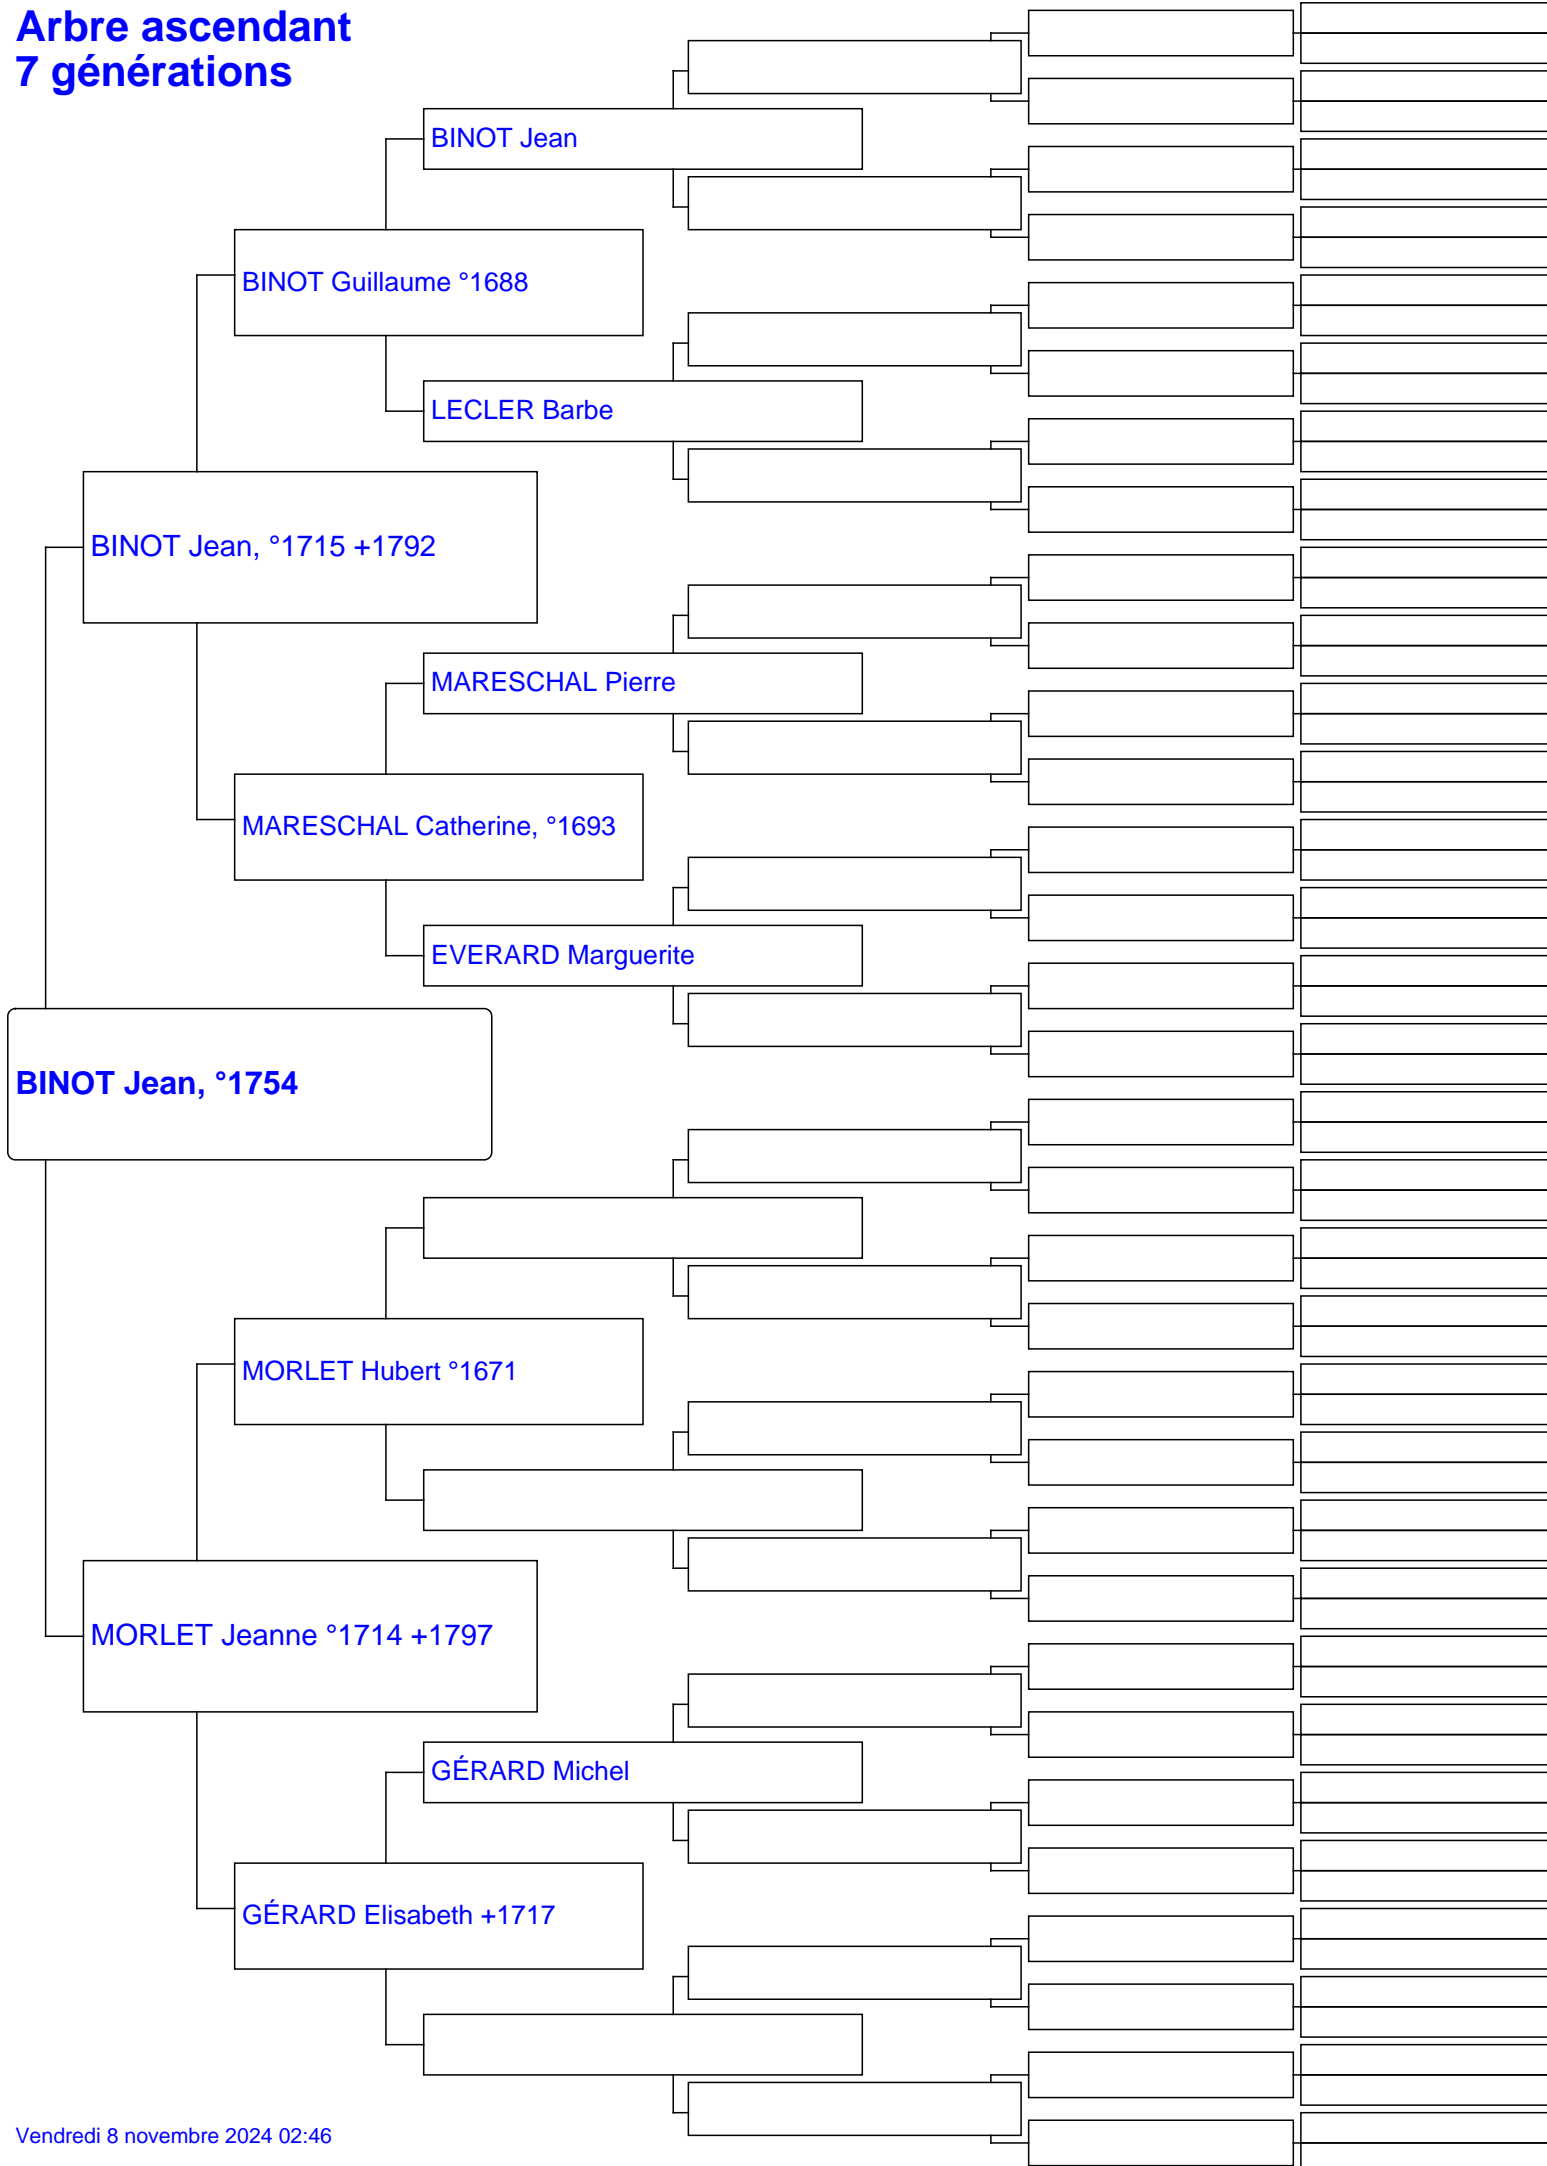 Arbre ascendant
7 générations
BINOT Jean
BINOT Guillaume °1688
LECLER Barbe
BINOT Jean, °1715 +1792
MARESCHAL Pierre
MARESCHAL Catherine, °1693
EVERARD Marguerite
BINOT Jean, °1754
MORLET Hubert °1671
MORLET Jeanne °1714 +1797
GÉRARD Michel
GÉRARD Elisabeth +1717
Vendredi 8 novembre 2024 02:46